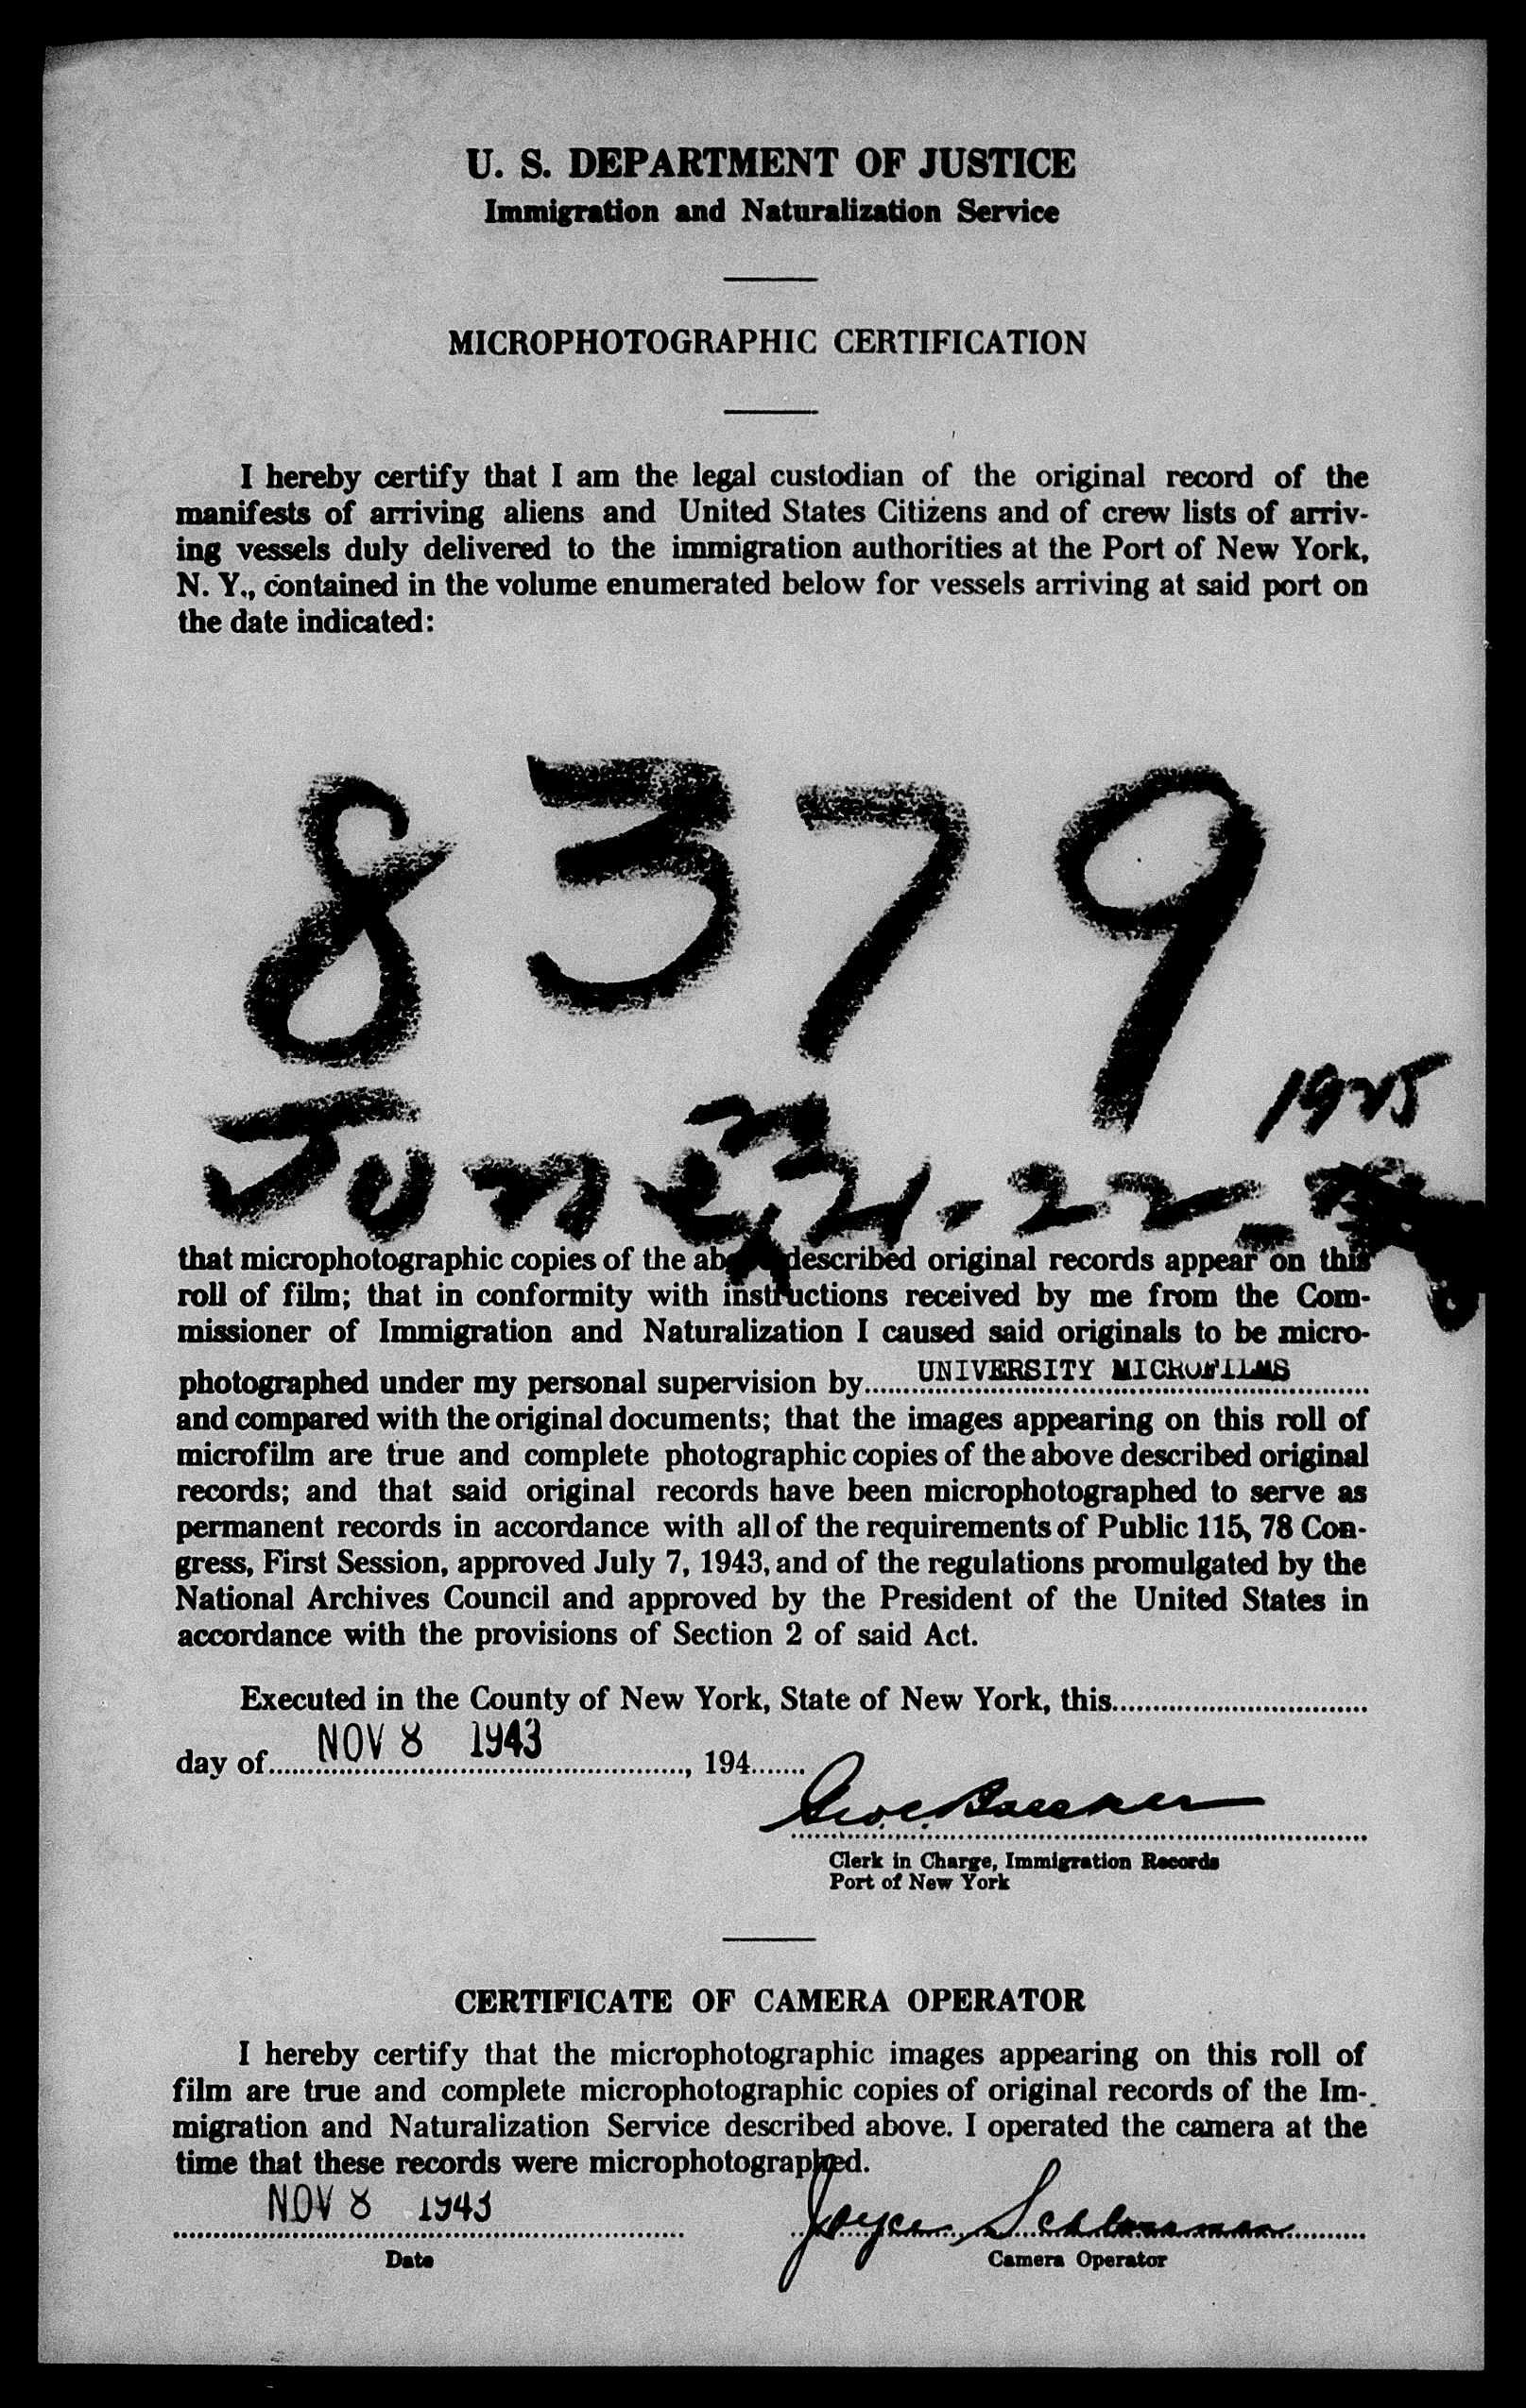 U. S. DEPARTMENT OF JUSTICE
Immigration and Naturalization Service
MICROPHOTOGRAPHIC CERTIFICATION
I hereby certify that I am the legal custodian of the original record of the
manifests of arriving aliens and United States Citizens and of crew lists of arriv-
ing vessels duly delivered to the immigration authorities at the Port of New York,
N. Y., contained in the volume enumerated below for vessels arriving at said port on
the date indicated:
8379
1925
June 21-22
that microphotographic copies of the above described original records appear on this
roll of film; that in conformity with instructions received by me from the Com-
missioner of Immigration and Naturalization I caused said originals to be micro-
photographed under my personal supervision by UNIVERSITY MICROFILMS
and compared with the original documents; that the images appearing on this roll of
microfilm are true and complete photographic copies of the above described original
records; and that said original records have been microphotographed to serve as
permanent records in accordance with all of the requirements of Public 115, 78 Con-
gress, First Session, approved July 7, 1943, and of the regulations promulgated by the
National Archives Council and approved by the President of the United States in
accordance with the provisions of Section 2 of said Act.
Executed in the County of New York, State of New York, this
day of NOV 8 1943, 194
Clerk in Charge, Immigration Records
Port of New York
CERTIFICATE OF CAMERA OPERATOR
I hereby certify that the microphotographic images appearing on this roll of
film are true and complete microphotographic copies of original records of the Im-
migration and Naturalization Service described above. I operated the camera at the
time that these records were microphotographed.
NOV 8 1943 Joyce
Date Camera Operator